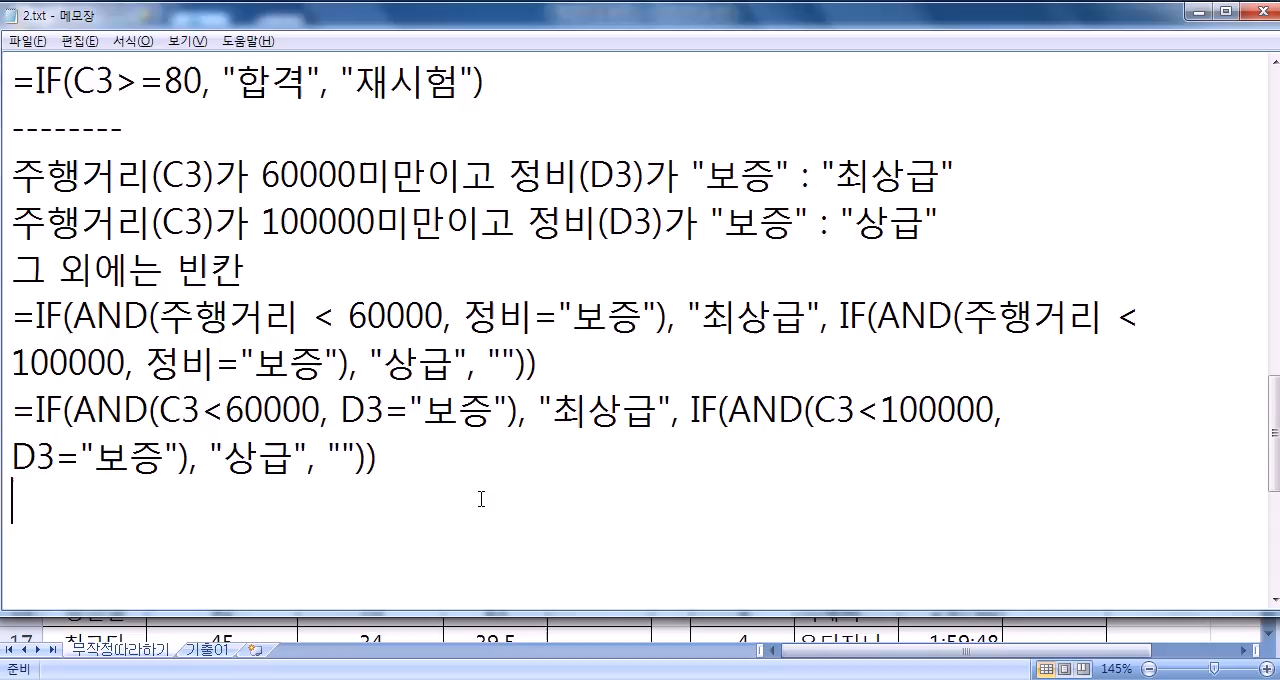 2.txt - 메모장
파일(F) 편집(E) 서식(O) 보기(V) 도움말(H)
=IF(C3>=80, "합격", "재시험")
--------
주행거리(C3)가 60000미만이고 정비(D3)가 "보증" : "최상급"
주행거리(C3)가 100000미만이고 정비(D3)가 "보증" : "상급"
그 외에는 빈칸
=IF(AND(주행거리 < 60000, 정비="보증"), "최상급", IF(AND(주행거리 <
100000, 정비="보증"), "상급", ""))
=IF(AND(C3<60000, D3="보증"), "최상급", IF(AND(C3<100000,
D3="보증"), "상급", ""))
17 45 34 39.5 4 1:59:48
무작정따라하기 기출01
준비 145%